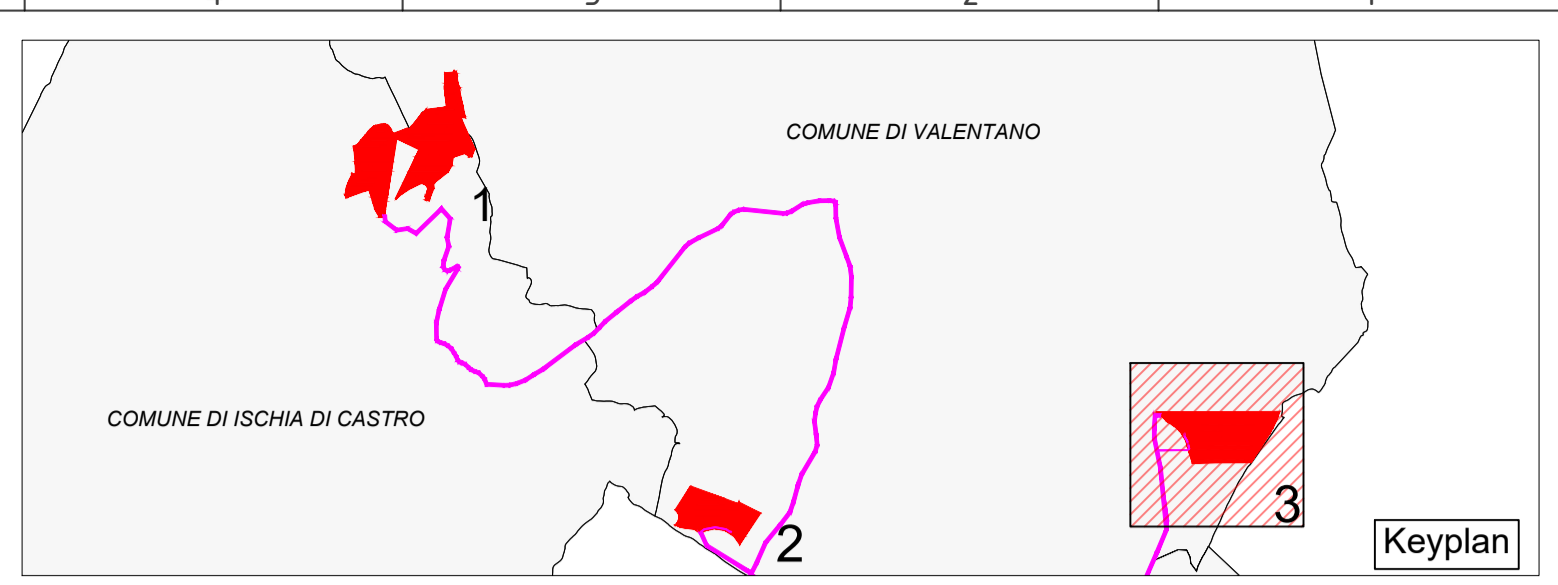 COMUNE DI VALENTANO
1
COMUNE DI ISCHIA DI CASTRO
3
2
Keyplan